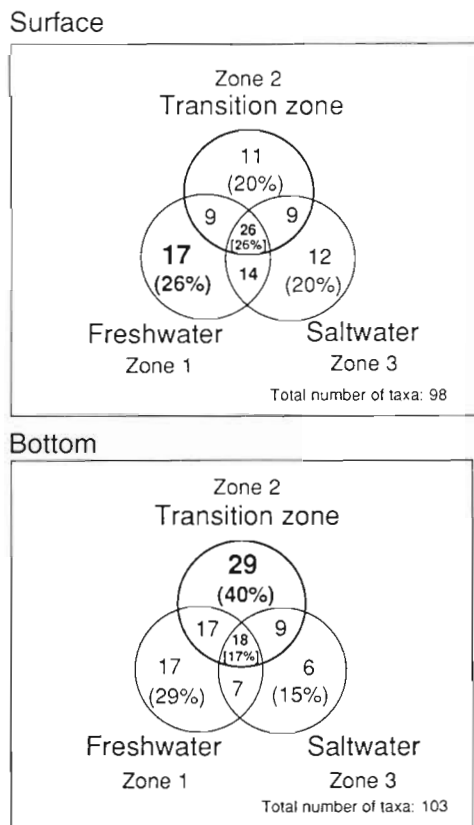 Surface
Zone 2
Transition zone
11
(20%)
9
26
[26%]
9
17
(26%)
14
12
(20%)
Freshwater
Saltwater
Zone 1
Zone 3
Total number of taxa: 98
Bottom
Zone 2
Transition zone
29
(40%)
17
18
[17%]
9
17
(29%)
7
6
(15%)
Freshwater
Saltwater
Zone 1
Zone 3
Total number of taxa: 103